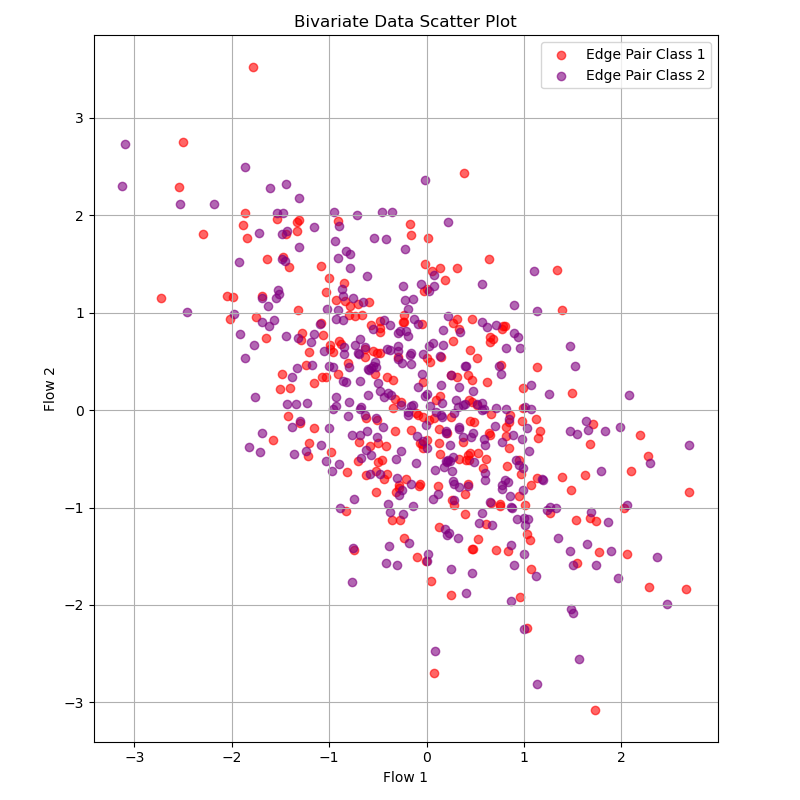 Bivariate Data Scatter Plot
Edge Pair Class 1
Edge Pair Class 2
3
2
1
0
−1
−2
−3
Flow 2
−3 −2 −1 0 1 2
Flow 1